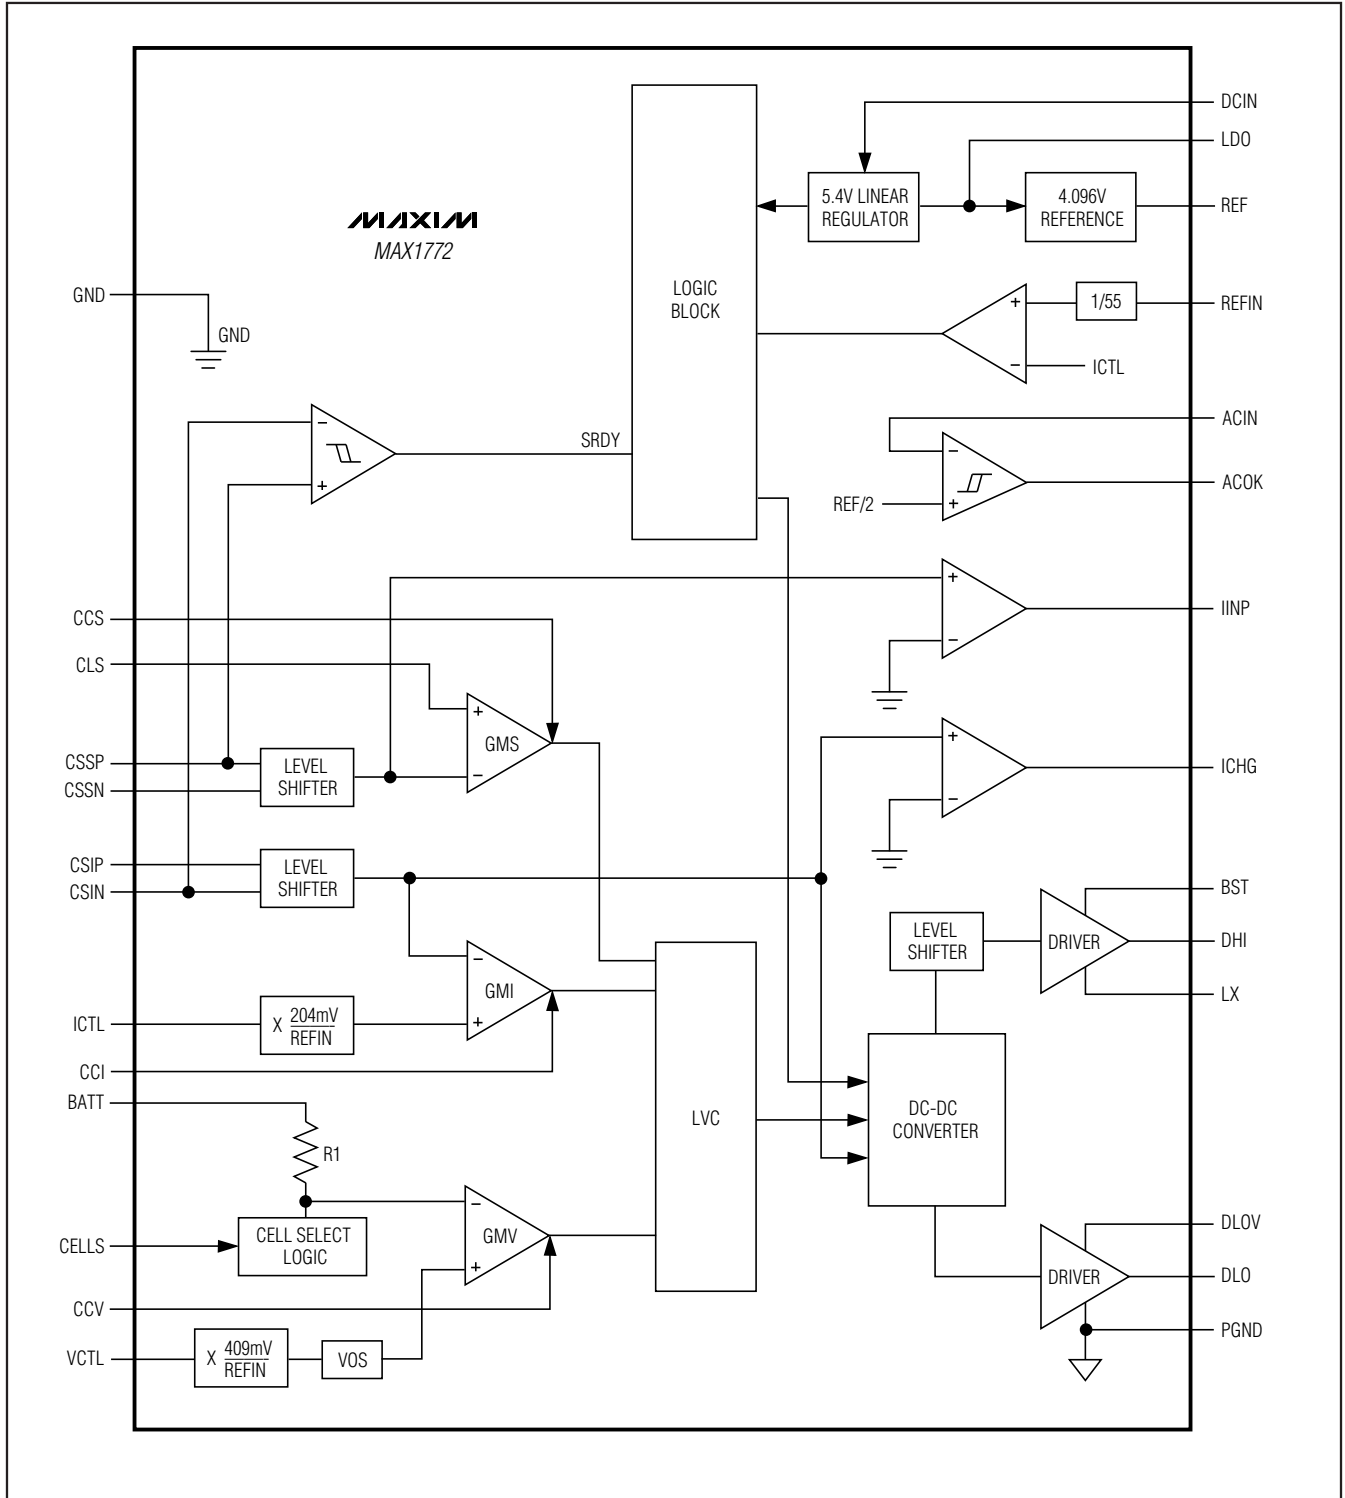 DCIN
LDO
5.4V LINEAR
REGULATOR
4.096V
REFERENCE
REF
MAXIM
MAX1772
LOGIC
BLOCK
GND
GND
+
1/55
REFIN
−
ICTL
ACIN
−
SRDY
+
−
ACOK
REF/2
+
+
IINP
−
CCS
CLS
+
GMS
−
CSSP
CSSN
LEVEL
SHIFTER
+
ICHG
−
CSIP
CSIN
LEVEL
SHIFTER
BST
LEVEL
SHIFTER
DRIVER
DHI
LX
−
GMI
+
ICTL
X 204mV
REFIN
CCI
BATT
R1
LVC
DC-DC
CONVERTER
−
GMV
+
CELLS
CELL SELECT
LOGIC
DLOV
DRIVER
DLO
PGND
CCV
VCTL
X 409mV
REFIN
VOS